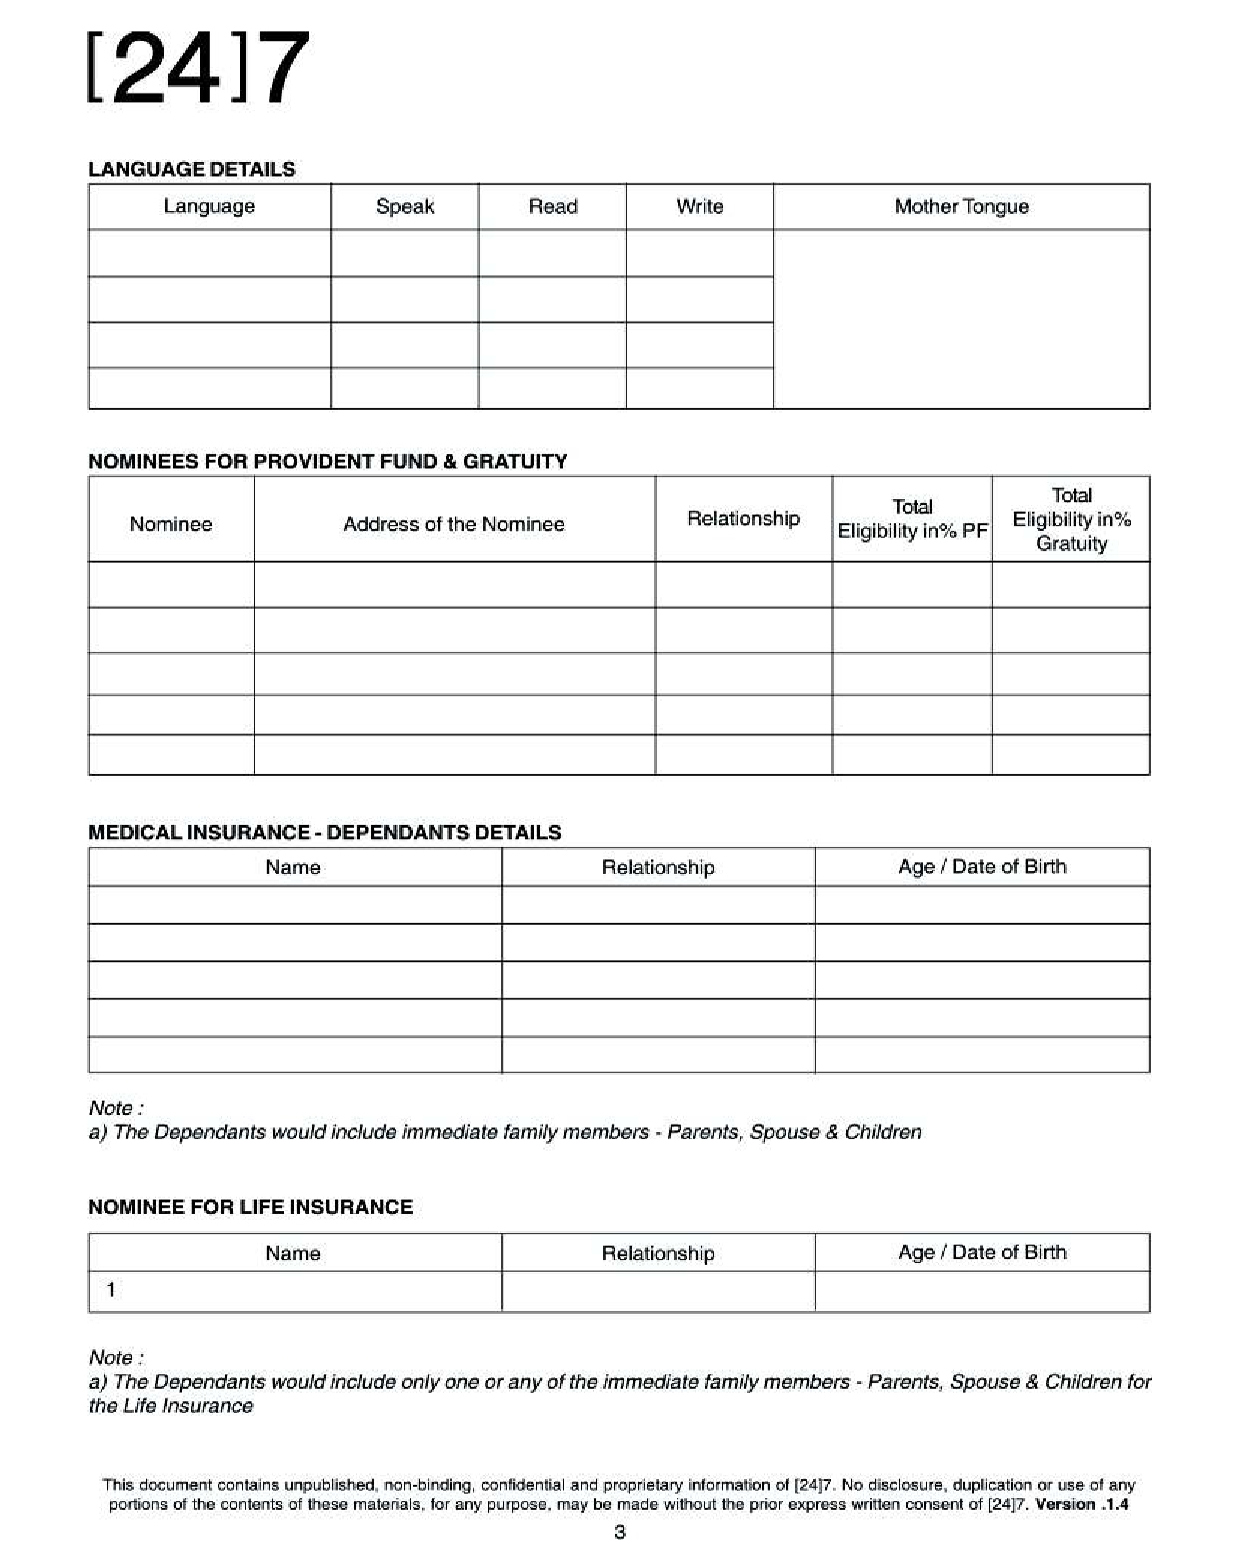 [24]7
LANGUAGE DETAILS
Language Speak Read Write Mother Tongue
NOMINEES FOR PROVIDENT FUND & GRATUITY
Nominee Address of the Nominee Relationship Total Eligibility in% PF Total Eligibility in% Gratuity
MEDICAL INSURANCE - DEPENDANTS DETAILS
Name Relationship Age / Date of Birth
Note :
a) The Dependants would include immediate family members - Parents, Spouse & Children
NOMINEE FOR LIFE INSURANCE
Name Relationship Age / Date of Birth
1
Note :
a) The Dependants would include only one or any of the immediate family members - Parents, Spouse & Children for
the Life Insurance
This document contains unpublished, non-binding, confidential and proprietary information of [24]7. No disclosure, duplication or use of any
portions of the contents of these materials, for any purpose, may be made without the prior express written consent of [24]7. Version .1.4
3